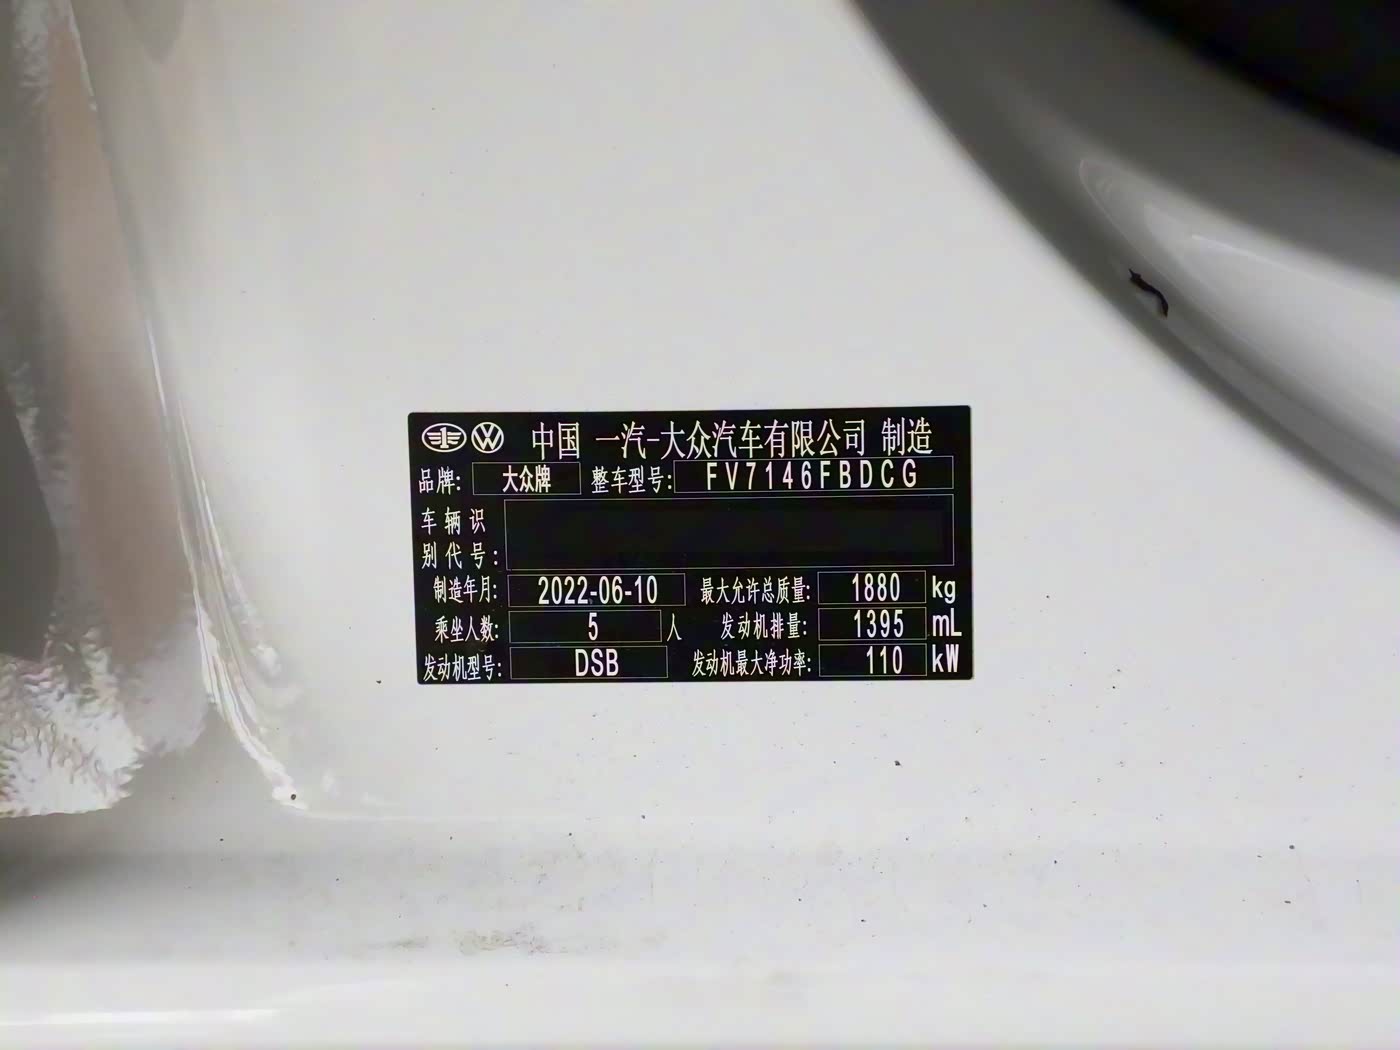 中国 一汽-大众汽车有限公司 制造
品牌: 大众牌 整车型号: FV7146FBDCG
车辆识
别代号:
制造年月: 2022-06-10 最大允许总质量: 1880 kg
乘坐人数: 5 人 发动机排量: 1395 mL
发动机型号: DSB 发动机最大净功率: 110 kW